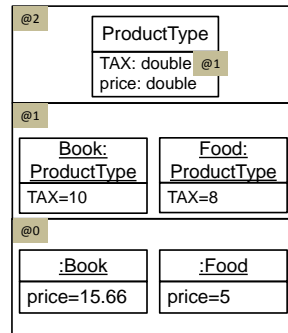 @2
ProductType
TAX: double @1
price: double
@1
Book:
ProductType
TAX=10
Food:
ProductType
TAX=8
@0
:Book
price=15.66
:Food
price=5